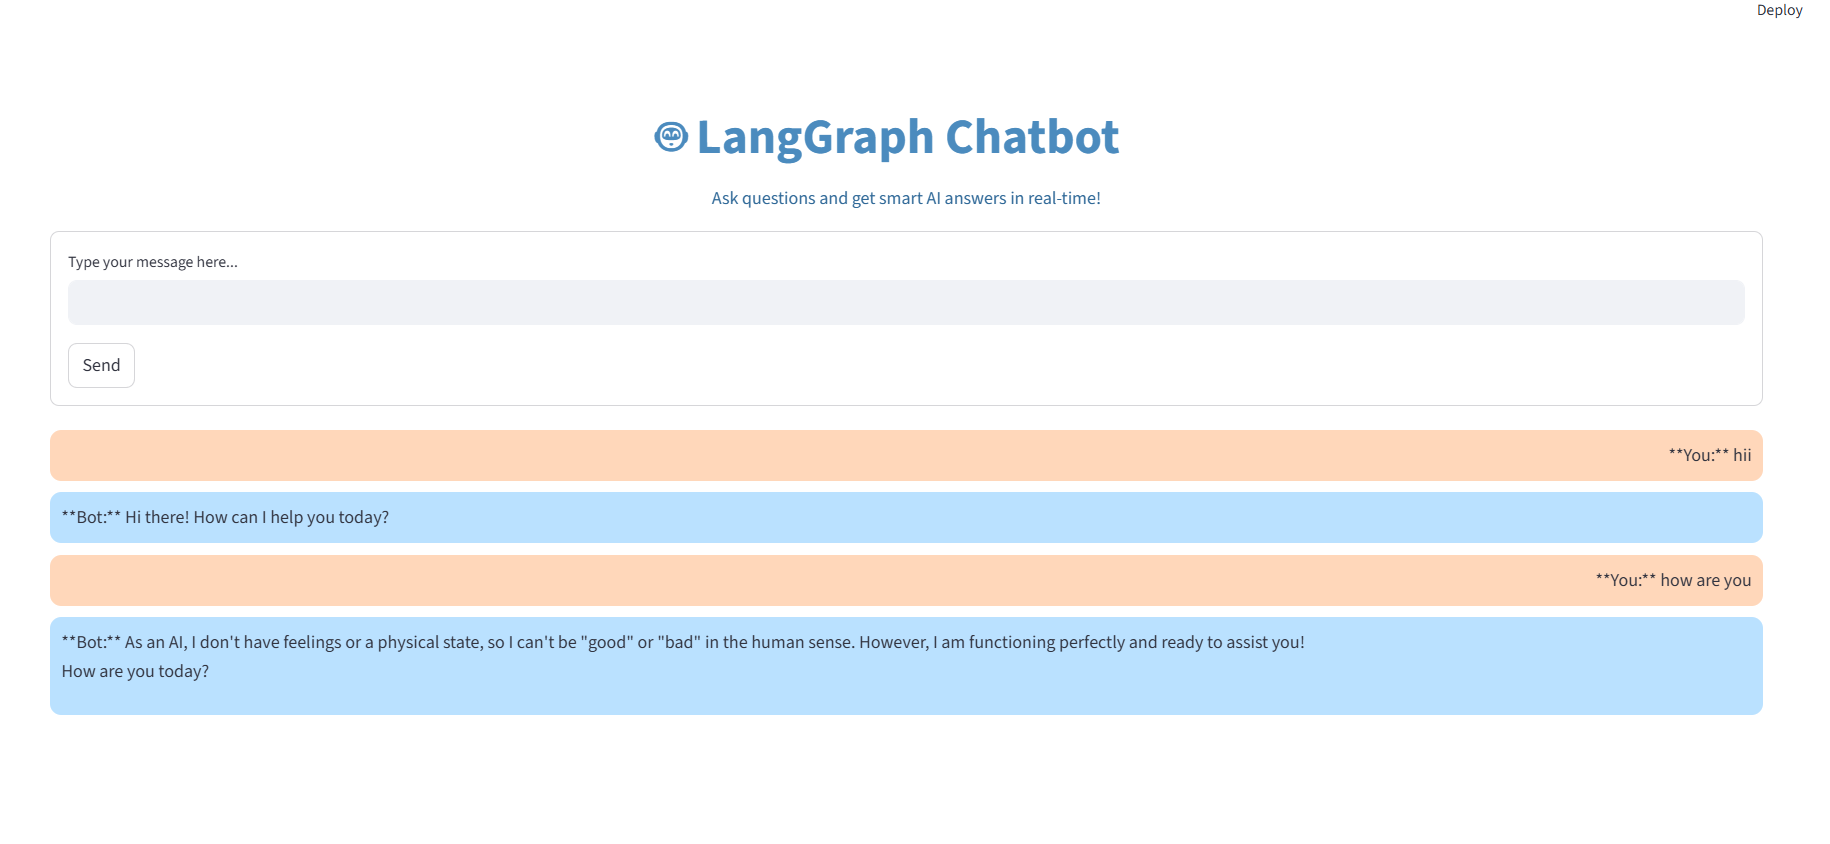 Deploy
LangGraph Chatbot
Ask questions and get smart AI answers in real-time!
Type your message here...
Send
**You:** hii
**Bot:** Hi there! How can I help you today?
**You:** how are you
**Bot:** As an AI, I don't have feelings or a physical state, so I can't be "good" or "bad" in the human sense. However, I am functioning perfectly and ready to assist you!
How are you today?